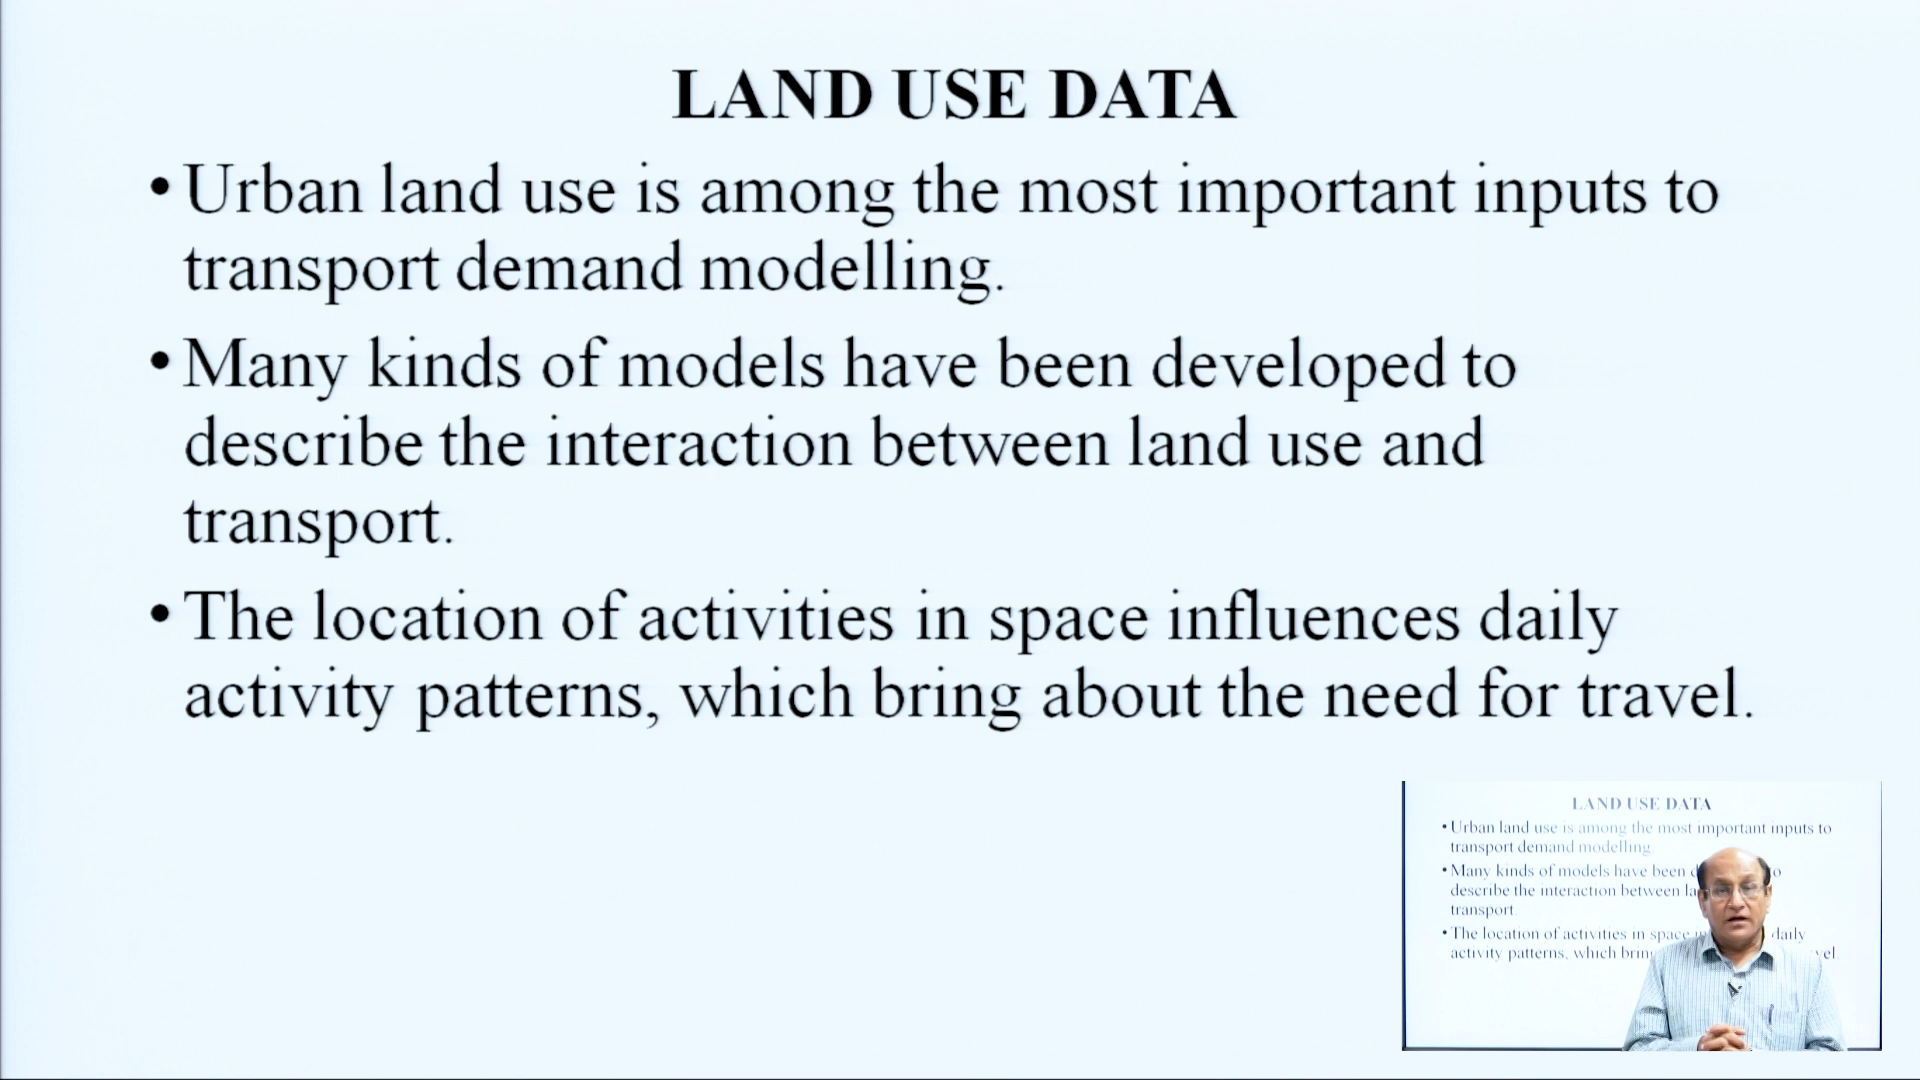 LAND USE DATA
• Urban land use is among the most important inputs to
transport demand modelling.
• Many kinds of models have been developed to
describe the interaction between land use and
transport.
• The location of activities in space influences daily
activity patterns, which bring about the need for travel.
LAND USE DATA
• Urban land use is among the most important inputs to
transport demand modelling.
• Many kinds of models have been
describe the interaction between
transport.
• The location of activities in space daily
activity patterns, which